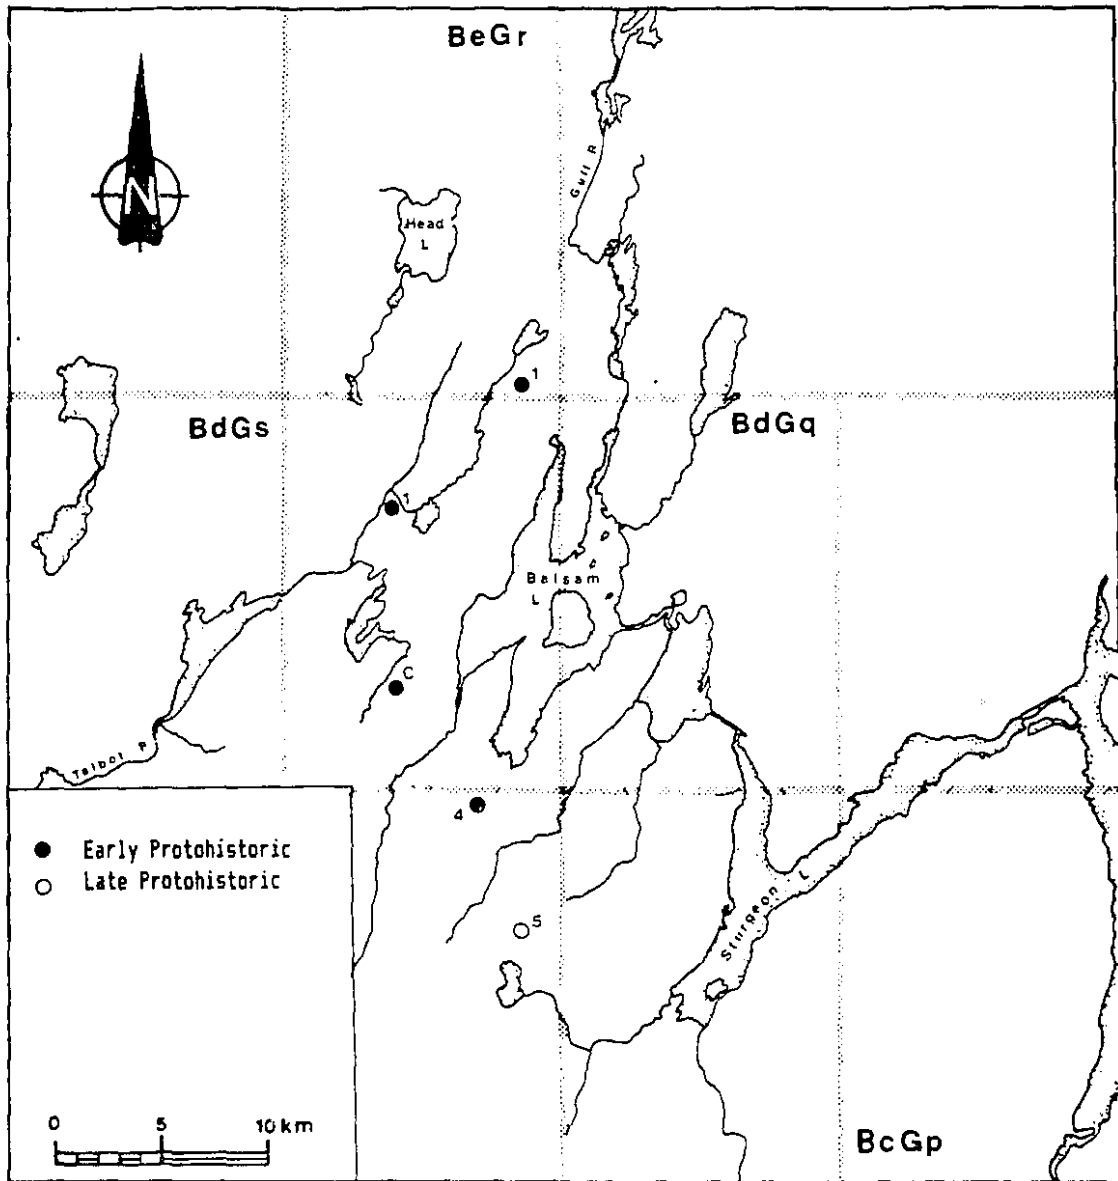 BeGr
N
Gull R
Head
L
1
BdGs
BdGq
1
Balsam
L
C
Talbot R
4
Early Protohistoric
Late Protohistoric
5
Sturgeon L
0 5 10 km
BcGp